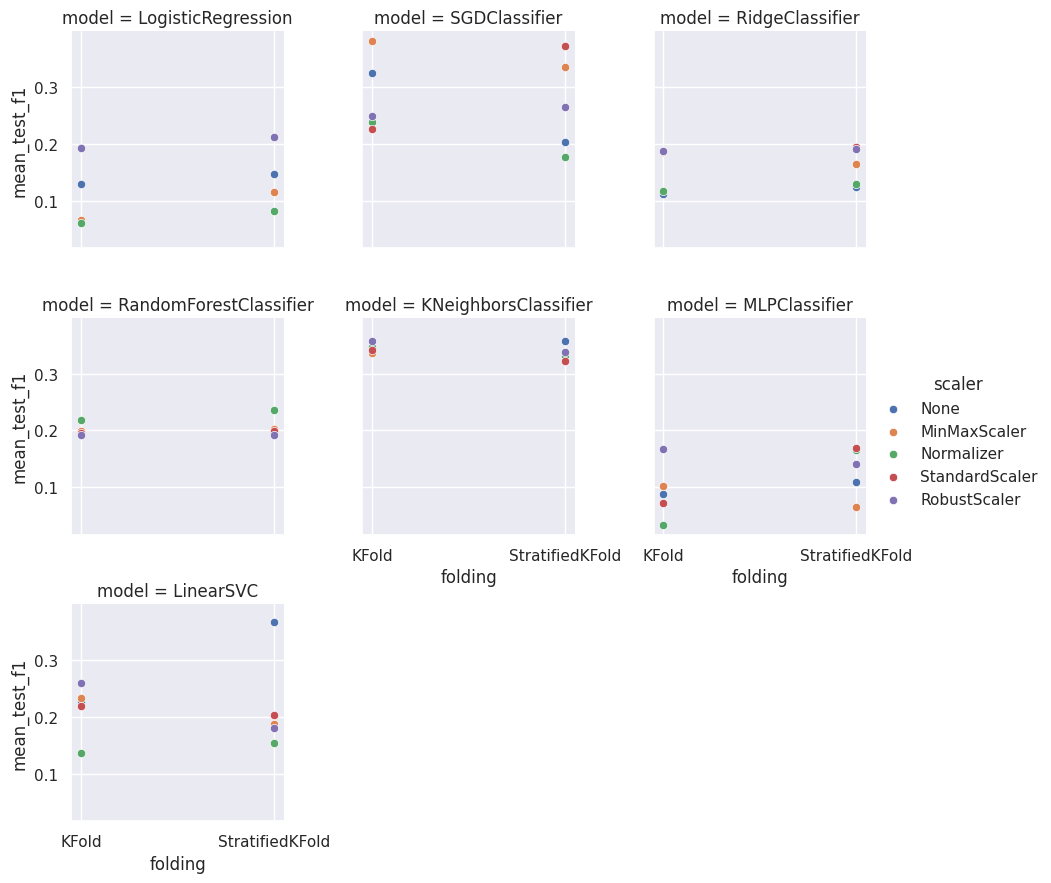 model = LogisticRegression
model = SGDClassifier
model = RidgeClassifier
mean_test_f1
0.3
0.2
0.1
model = RandomForestClassifier
model = KNeighborsClassifier
model = MLPClassifier
mean_test_f1
0.3
0.2
0.1
KFold
StratifiedKFold
folding
KFold
StratifiedKFold
folding
scaler
None
MinMaxScaler
Normalizer
StandardScaler
RobustScaler
model = LinearSVC
mean_test_f1
0.3
0.2
0.1
KFold
StratifiedKFold
folding